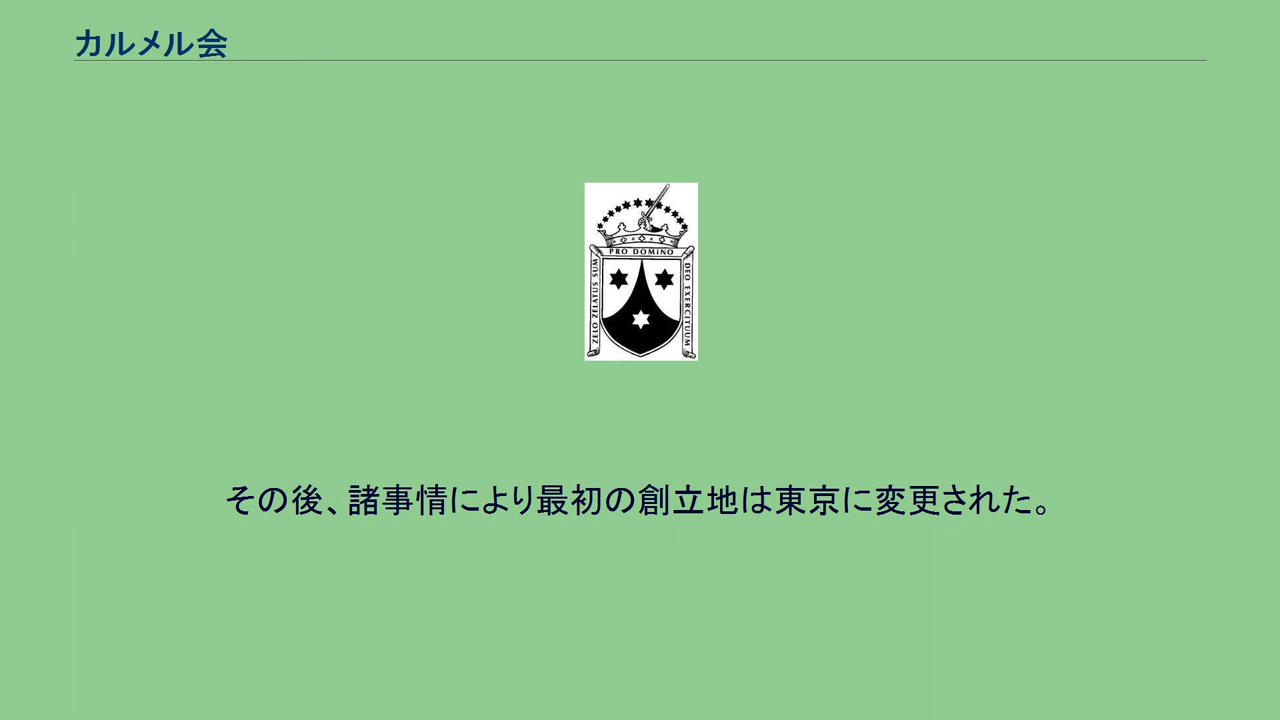 カルメル会
PRO DOMINO
ZELO ZELATUS SUM
DEO EXERCITUUM
その後、諸事情により最初の創立地は東京に変更された。